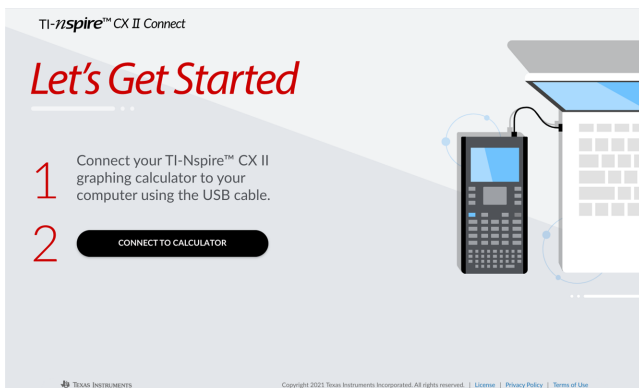 TI-nspire™ CX II Connect
Let's Get Started
1
Connect your TI-Nspire™ CX II
graphing calculator to your
computer using the USB cable.
2
CONNECT TO CALCULATOR
TEXAS INSTRUMENTS
Copyright 2021 Texas Instruments Incorporated. All rights reserved. | License | Privacy Policy | Terms of Use